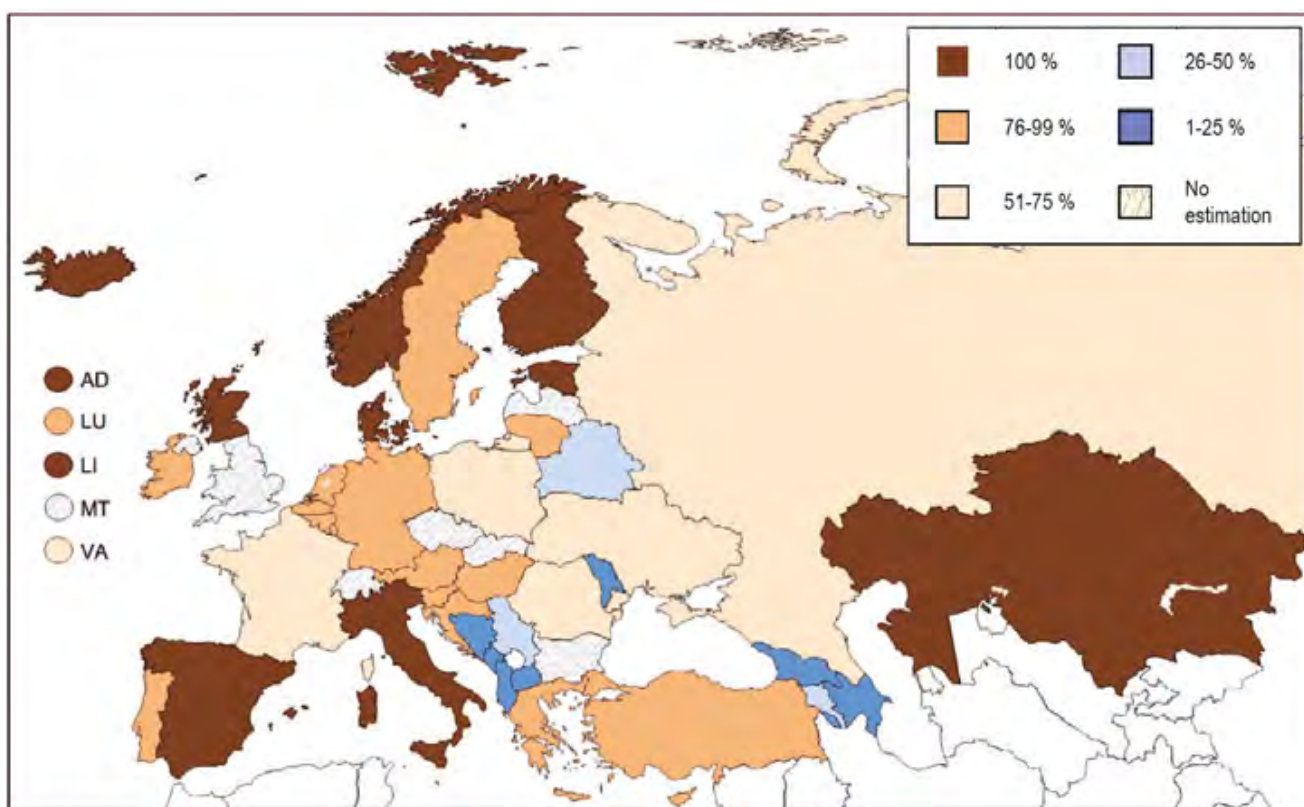 100 %
26-50 %
76-99 %
1-25 %
51-75 %
No
estimation
AD
LU
LI
MT
VA